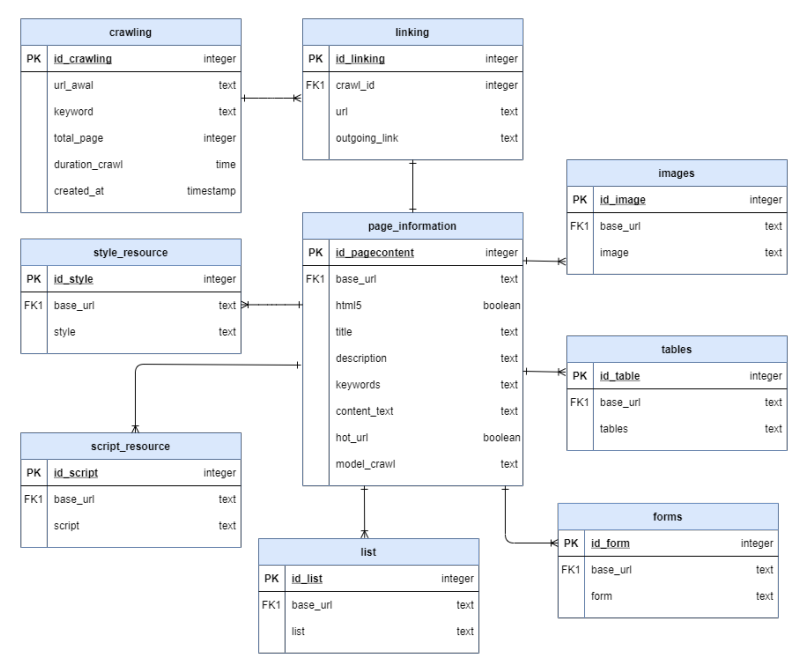 crawling
PK id_crawling integer
url_awal text
keyword text
total_page integer
duration_crawl time
created_at timestamp
linking
PK id_linking integer
FK1 crawl_id integer
url text
outgoing_link text
images
PK id_image integer
FK1 base_url text
image text
page_information
PK id_pagecontent integer
FK1 base_url text
html5 boolean
title text
description text
keywords text
content_text text
hot_url boolean
model_crawl text
style_resource
PK id_style integer
FK1 base_url text
style text
tables
PK id_table integer
FK1 base_url text
tables text
script_resource
PK id_script integer
FK1 base_url text
script text
forms
PK id_form integer
FK1 base_url text
form text
list
PK id_list integer
FK1 base_url text
list text